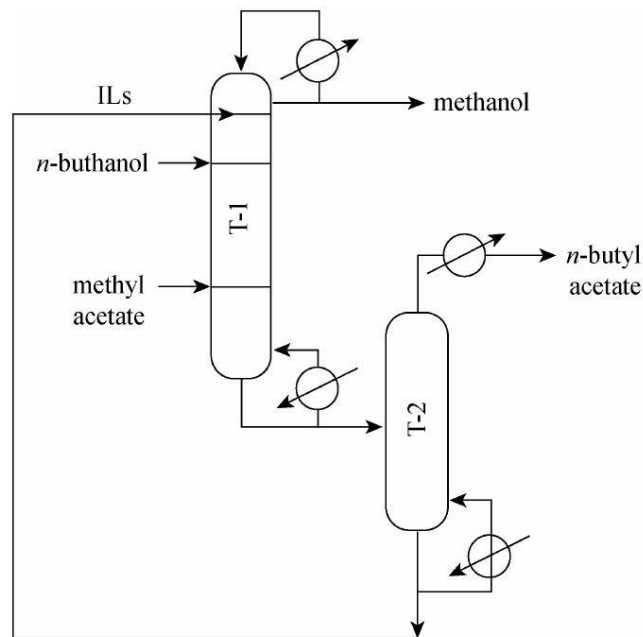 ILs
methanol
n-buthanol
T-1
n-butyl
acetate
methyl
acetate
T-2